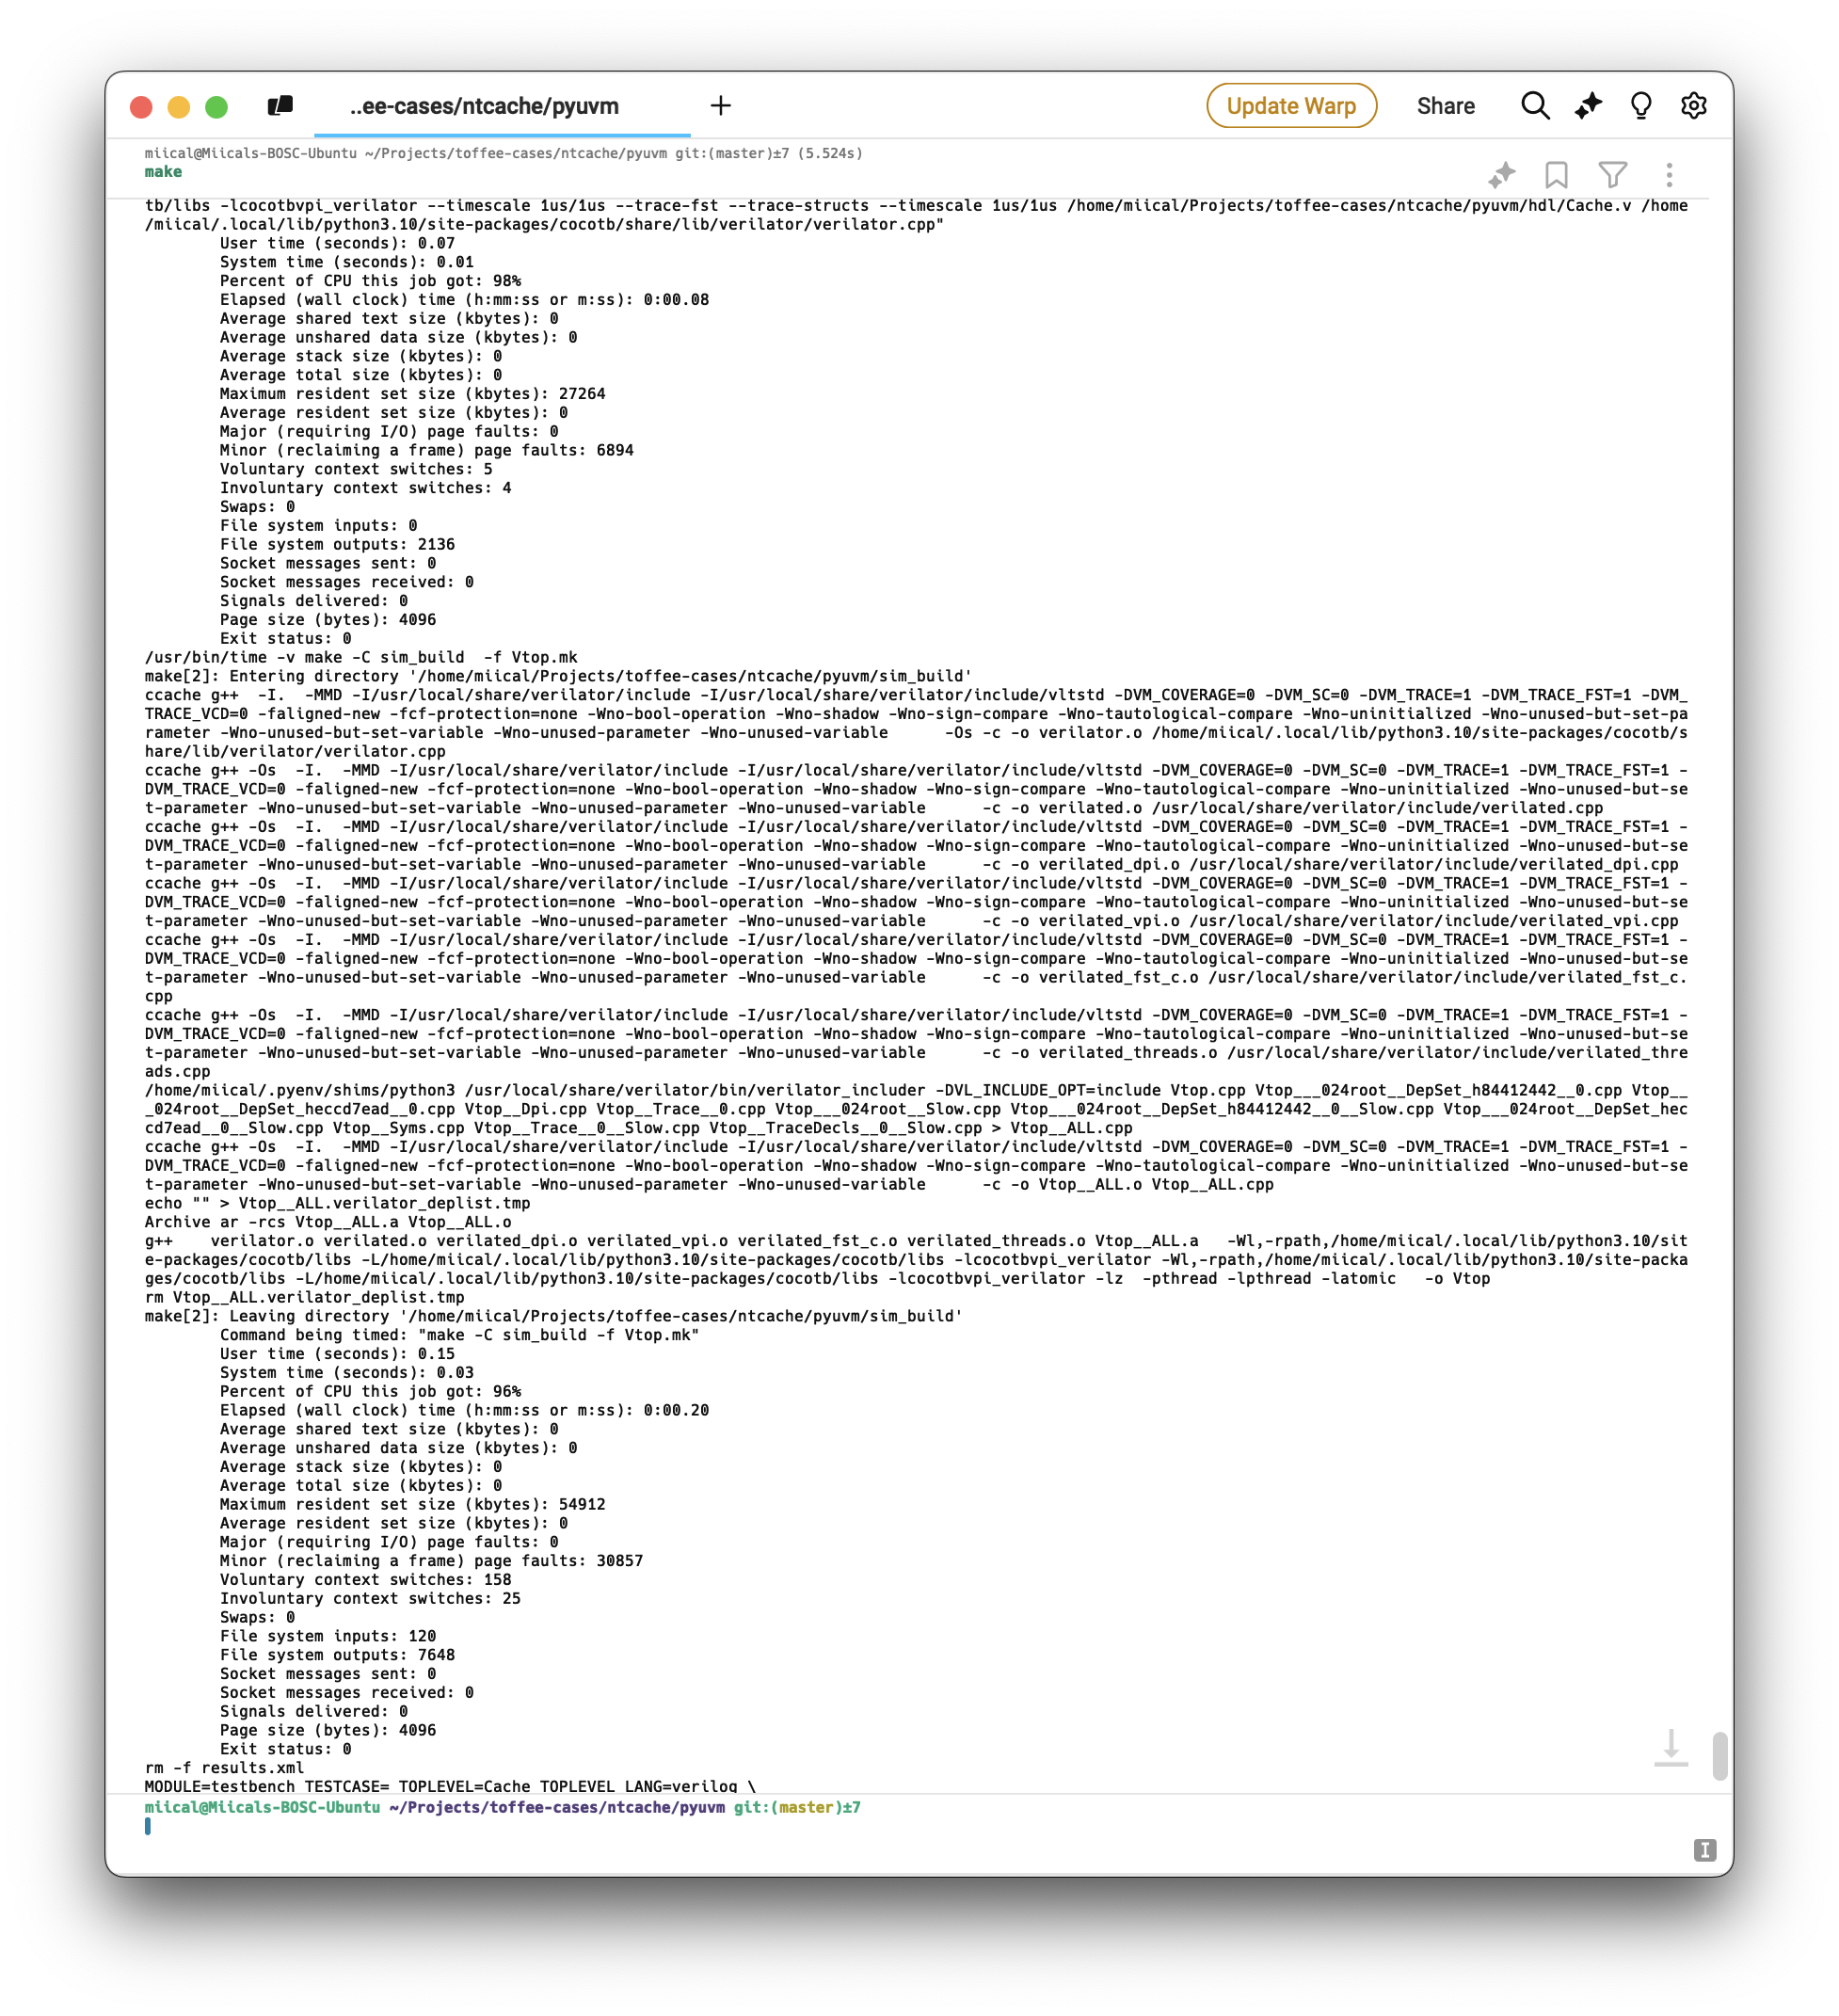 ..ee-cases/ntcache/pyuvm
Update Warp
Share
miical@Miicals-BOSC-Ubuntu ~/Projects/toffee-cases/ntcache/pyuvm git:(master)±7 (5.524s)
make
tb/libs -lcocotbvpi_verilator --timescale 1us/1us --trace-fst --trace-structs --timescale 1us/1us /home/miical/Projects/toffee-cases/ntcache/pyuvm/hdl/Cache.v /home
/miical/.local/lib/python3.10/site-packages/cocotb/share/lib/verilator/verilator.cpp"
User time (seconds): 0.07
System time (seconds): 0.01
Percent of CPU this job got: 98%
Elapsed (wall clock) time (h:mm:ss or m:ss): 0:00.08
Average shared text size (kbytes): 0
Average unshared data size (kbytes): 0
Average stack size (kbytes): 0
Average total size (kbytes): 0
Maximum resident set size (kbytes): 27264
Average resident set size (kbytes): 0
Major (requiring I/O) page faults: 0
Minor (reclaiming a frame) page faults: 6894
Voluntary context switches: 5
Involuntary context switches: 4
Swaps: 0
File system inputs: 0
File system outputs: 2136
Socket messages sent: 0
Socket messages received: 0
Signals delivered: 0
Page size (bytes): 4096
Exit status: 0
/usr/bin/time -v make -C sim_build  -f Vtop.mk
make[2]: Entering directory '/home/miical/Projects/toffee-cases/ntcache/pyuvm/sim_build'
ccache g++  -I.  -MMD -I/usr/local/share/verilator/include -I/usr/local/share/verilator/include/vltstd -DVM_COVERAGE=0 -DVM_SC=0 -DVM_TRACE=1 -DVM_TRACE_FST=1 -DVM_
TRACE_VCD=0 -faligned-new -fcf-protection=none -Wno-bool-operation -Wno-shadow -Wno-sign-compare -Wno-tautological-compare -Wno-uninitialized -Wno-unused-but-set-pa
rameter -Wno-unused-but-set-variable -Wno-unused-parameter -Wno-unused-variable      -Os -c -o verilator.o /home/miical/.local/lib/python3.10/site-packages/cocotb/s
hare/lib/verilator/verilator.cpp
ccache g++ -Os  -I.  -MMD -I/usr/local/share/verilator/include -I/usr/local/share/verilator/include/vltstd -DVM_COVERAGE=0 -DVM_SC=0 -DVM_TRACE=1 -DVM_TRACE_FST=1 -
DVM_TRACE_VCD=0 -faligned-new -fcf-protection=none -Wno-bool-operation -Wno-shadow -Wno-sign-compare -Wno-tautological-compare -Wno-uninitialized -Wno-unused-but-se
t-parameter -Wno-unused-but-set-variable -Wno-unused-parameter -Wno-unused-variable      -c -o verilated.o /usr/local/share/verilator/include/verilated.cpp
ccache g++ -Os  -I.  -MMD -I/usr/local/share/verilator/include -I/usr/local/share/verilator/include/vltstd -DVM_COVERAGE=0 -DVM_SC=0 -DVM_TRACE=1 -DVM_TRACE_FST=1 -
DVM_TRACE_VCD=0 -faligned-new -fcf-protection=none -Wno-bool-operation -Wno-shadow -Wno-sign-compare -Wno-tautological-compare -Wno-uninitialized -Wno-unused-but-se
t-parameter -Wno-unused-but-set-variable -Wno-unused-parameter -Wno-unused-variable      -c -o verilated_dpi.o /usr/local/share/verilator/include/verilated_dpi.cpp
ccache g++ -Os  -I.  -MMD -I/usr/local/share/verilator/include -I/usr/local/share/verilator/include/vltstd -DVM_COVERAGE=0 -DVM_SC=0 -DVM_TRACE=1 -DVM_TRACE_FST=1 -
DVM_TRACE_VCD=0 -faligned-new -fcf-protection=none -Wno-bool-operation -Wno-shadow -Wno-sign-compare -Wno-tautological-compare -Wno-uninitialized -Wno-unused-but-se
t-parameter -Wno-unused-but-set-variable -Wno-unused-parameter -Wno-unused-variable      -c -o verilated_vpi.o /usr/local/share/verilator/include/verilated_vpi.cpp
ccache g++ -Os  -I.  -MMD -I/usr/local/share/verilator/include -I/usr/local/share/verilator/include/vltstd -DVM_COVERAGE=0 -DVM_SC=0 -DVM_TRACE=1 -DVM_TRACE_FST=1 -
DVM_TRACE_VCD=0 -faligned-new -fcf-protection=none -Wno-bool-operation -Wno-shadow -Wno-sign-compare -Wno-tautological-compare -Wno-uninitialized -Wno-unused-but-se
t-parameter -Wno-unused-but-set-variable -Wno-unused-parameter -Wno-unused-variable      -c -o verilated_fst_c.o /usr/local/share/verilator/include/verilated_fst_c.
cpp
ccache g++ -Os  -I.  -MMD -I/usr/local/share/verilator/include -I/usr/local/share/verilator/include/vltstd -DVM_COVERAGE=0 -DVM_SC=0 -DVM_TRACE=1 -DVM_TRACE_FST=1 -
DVM_TRACE_VCD=0 -faligned-new -fcf-protection=none -Wno-bool-operation -Wno-shadow -Wno-sign-compare -Wno-tautological-compare -Wno-uninitialized -Wno-unused-but-se
t-parameter -Wno-unused-but-set-variable -Wno-unused-parameter -Wno-unused-variable      -c -o verilated_threads.o /usr/local/share/verilator/include/verilated_thre
ads.cpp
/home/miical/.pyenv/shims/python3 /usr/local/share/verilator/bin/verilator_includer -DVL_INCLUDE_OPT=include Vtop.cpp Vtop___024root__DepSet_h84412442__0.cpp Vtop__
_024root__DepSet_heccd7ead__0.cpp Vtop__Dpi.cpp Vtop__Trace__0.cpp Vtop___024root__Slow.cpp Vtop___024root__DepSet_h84412442__0__Slow.cpp Vtop___024root__DepSet_hec
cd7ead__0__Slow.cpp Vtop__Syms.cpp Vtop__Trace__0__Slow.cpp Vtop__TraceDecls__0__Slow.cpp > Vtop__ALL.cpp
ccache g++ -Os  -I.  -MMD -I/usr/local/share/verilator/include -I/usr/local/share/verilator/include/vltstd -DVM_COVERAGE=0 -DVM_SC=0 -DVM_TRACE=1 -DVM_TRACE_FST=1 -
DVM_TRACE_VCD=0 -faligned-new -fcf-protection=none -Wno-bool-operation -Wno-shadow -Wno-sign-compare -Wno-tautological-compare -Wno-uninitialized -Wno-unused-but-se
t-parameter -Wno-unused-but-set-variable -Wno-unused-parameter -Wno-unused-variable      -c -o Vtop__ALL.o Vtop__ALL.cpp
echo "" > Vtop__ALL.verilator_deplist.tmp
Archive ar -rcs Vtop__ALL.a Vtop__ALL.o
g++    verilator.o verilated.o verilated_dpi.o verilated_vpi.o verilated_fst_c.o verilated_threads.o Vtop__ALL.a   -Wl,-rpath,/home/miical/.local/lib/python3.10/sit
e-packages/cocotb/libs -L/home/miical/.local/lib/python3.10/site-packages/cocotb/libs -lcocotbvpi_verilator -Wl,-rpath,/home/miical/.local/lib/python3.10/site-packa
ges/cocotb/libs -L/home/miical/.local/lib/python3.10/site-packages/cocotb/libs -lcocotbvpi_verilator -lz  -pthread -lpthread -latomic   -o Vtop
rm Vtop__ALL.verilator_deplist.tmp
make[2]: Leaving directory '/home/miical/Projects/toffee-cases/ntcache/pyuvm/sim_build'
Command being timed: "make -C sim_build -f Vtop.mk"
User time (seconds): 0.15
System time (seconds): 0.03
Percent of CPU this job got: 96%
Elapsed (wall clock) time (h:mm:ss or m:ss): 0:00.20
Average shared text size (kbytes): 0
Average unshared data size (kbytes): 0
Average stack size (kbytes): 0
Average total size (kbytes): 0
Maximum resident set size (kbytes): 54912
Average resident set size (kbytes): 0
Major (requiring I/O) page faults: 0
Minor (reclaiming a frame) page faults: 30857
Voluntary context switches: 158
Involuntary context switches: 25
Swaps: 0
File system inputs: 120
File system outputs: 7648
Socket messages sent: 0
Socket messages received: 0
Signals delivered: 0
Page size (bytes): 4096
Exit status: 0
rm -f results.xml
MODULE=testbench TESTCASE= TOPLEVEL=Cache TOPLEVEL_LANG=verilog \
miical@Miicals-BOSC-Ubuntu ~/Projects/toffee-cases/ntcache/pyuvm git:(master)±7
I